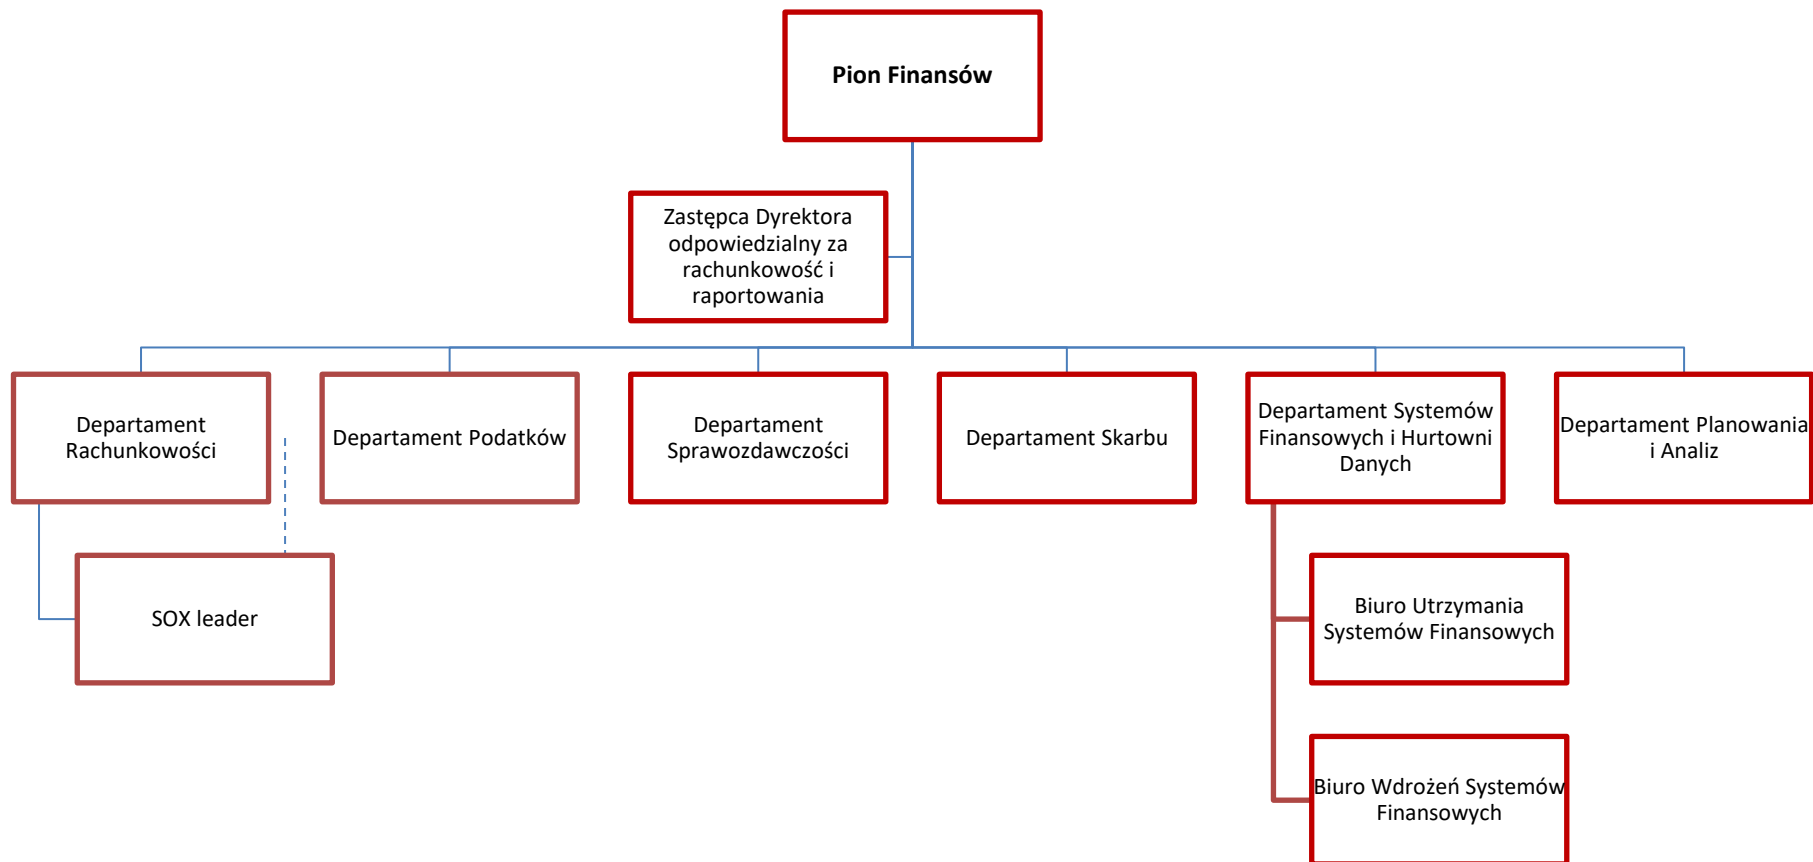 Pion Finansów
Zastępca Dyrektora
odpowiedzialny za
rachunkowość i
raportowania
Departament
Rachunkowości
Departament Podatków
Departament
Sprawozdawczości
Departament Skarbu
Departament Systemów
Finansowych i Hurtowni
Danych
Departament Planowania
i Analiz
SOX leader
Biuro Utrzymania
Systemów Finansowych
Biuro Wdrożeń Systemów
Finansowych